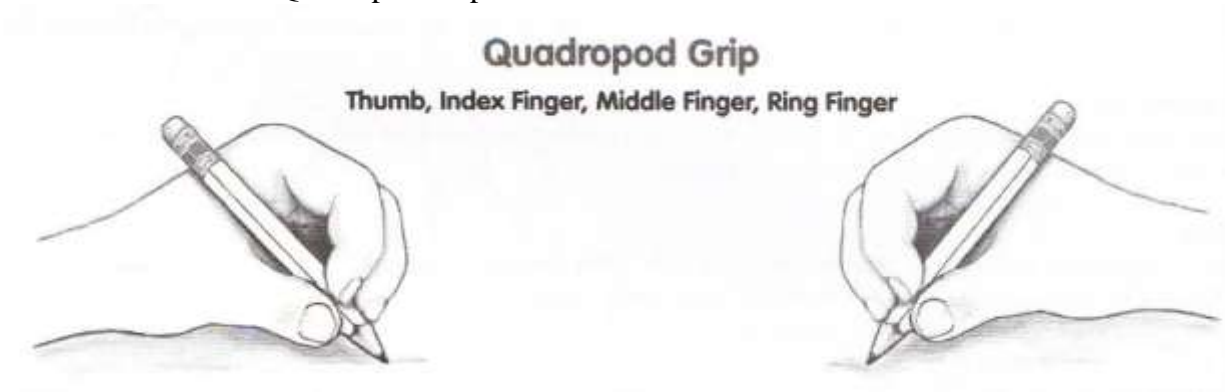 Quadropod Grip
Thumb, Index Finger, Middle Finger, Ring Finger